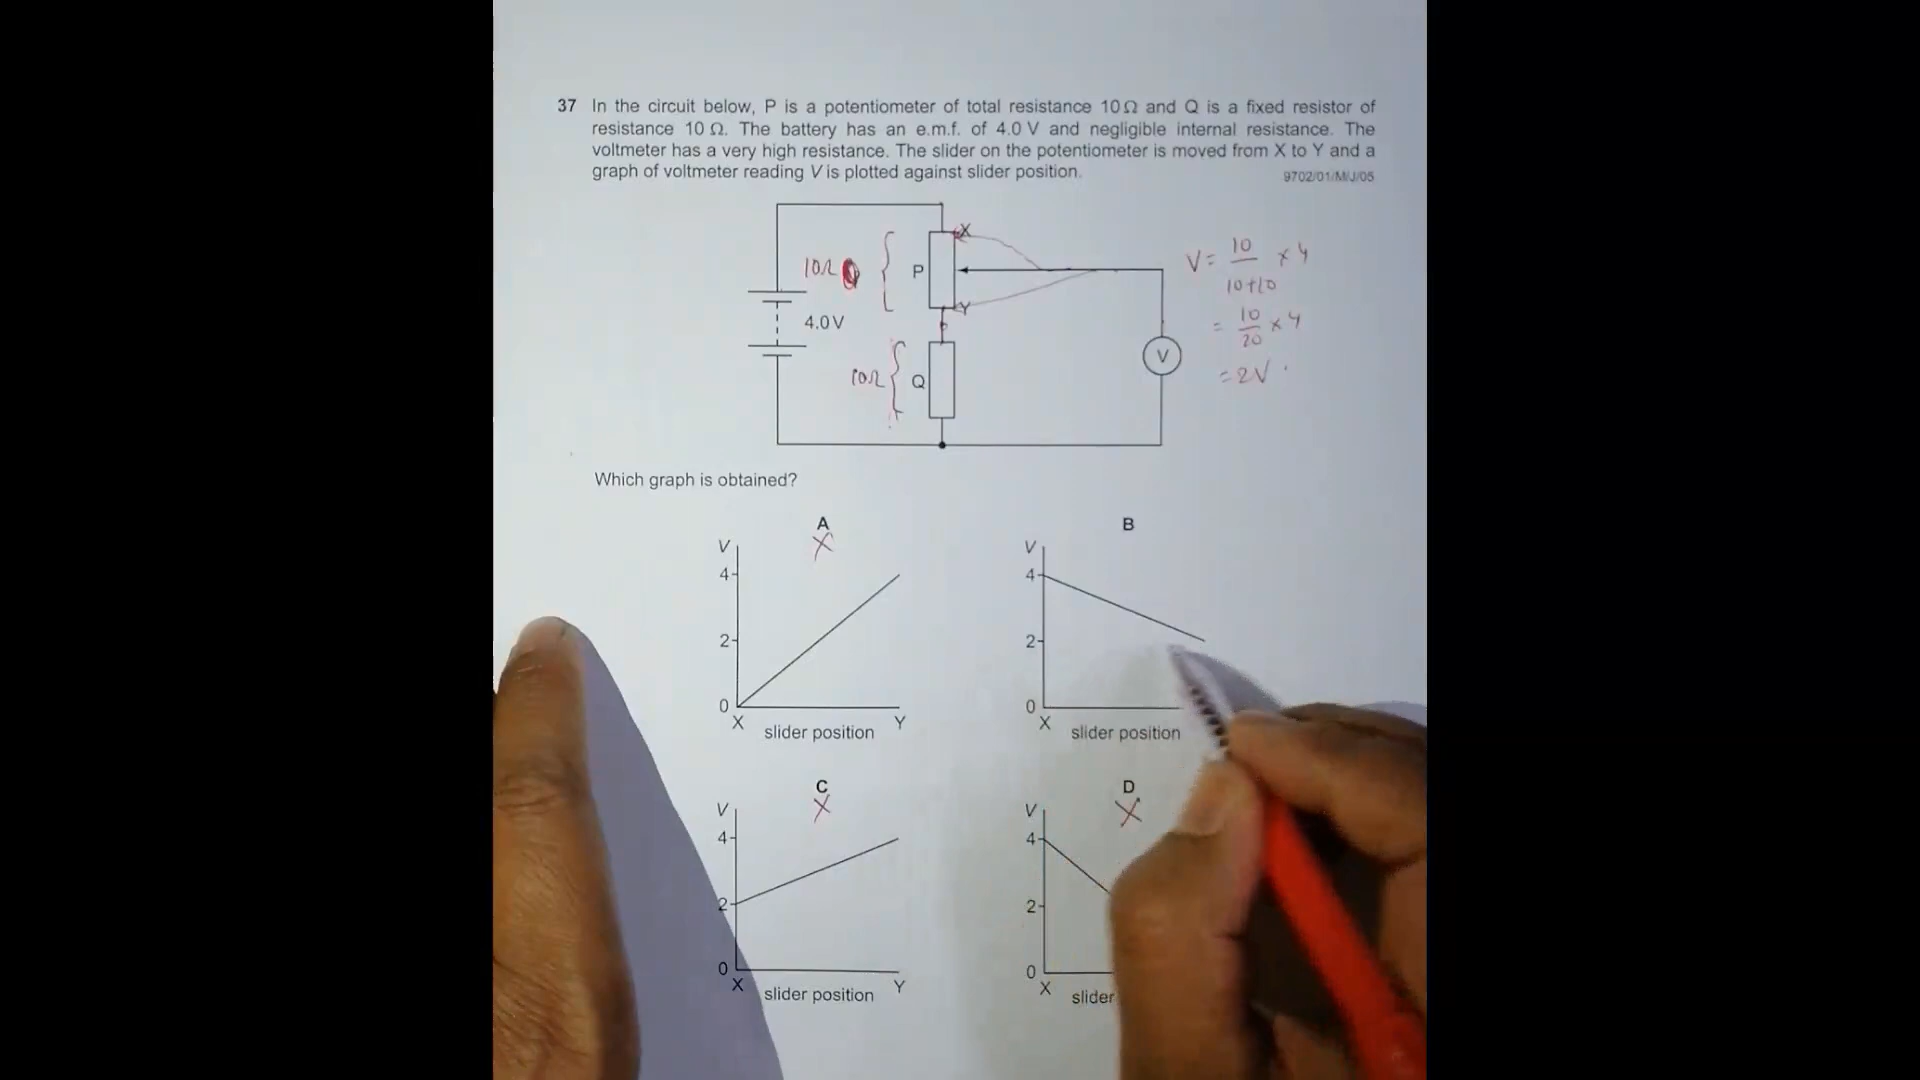 37 In the circuit below, P is a potentiometer of total resistance 10 Ω and Q is a fixed resistor of
resistance 10 Ω. The battery has an e.m.f. of 4.0 V and negligible internal resistance. The
voltmeter has a very high resistance. The slider on the potentiometer is moved from X to Y and a
graph of voltmeter reading V is plotted against slider position.
9702/01/M/J/05
X
10Ω
P
Y
4.0 V
10Ω
Q
V
V = 10/10+10 × 4
= 10/20 × 4
= 2V
Which graph is obtained?
A
X
V
4
2
0
X
slider position
Y
B
V
4
2
0
X
slider position
C
X
V
4
2
0
X
slider position
Y
D
X
V
4
2
0
X
slider